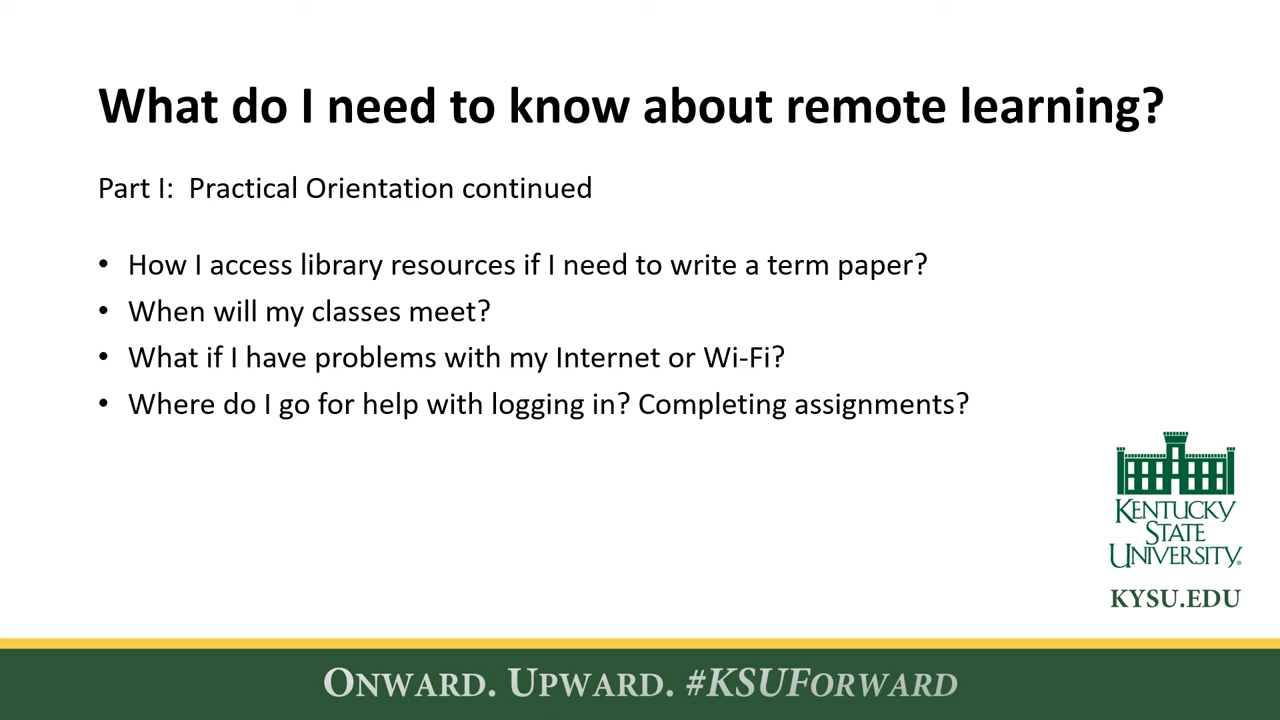 What do I need to know about remote learning?
Part I: Practical Orientation continued
• How I access library resources if I need to write a term paper?
• When will my classes meet?
• What if I have problems with my Internet or Wi-Fi?
• Where do I go for help with logging in? Completing assignments?
KENTUCKY
STATE
UNIVERSITY®
KYSU.EDU
ONWARD. UPWARD. #KSUFORWARD